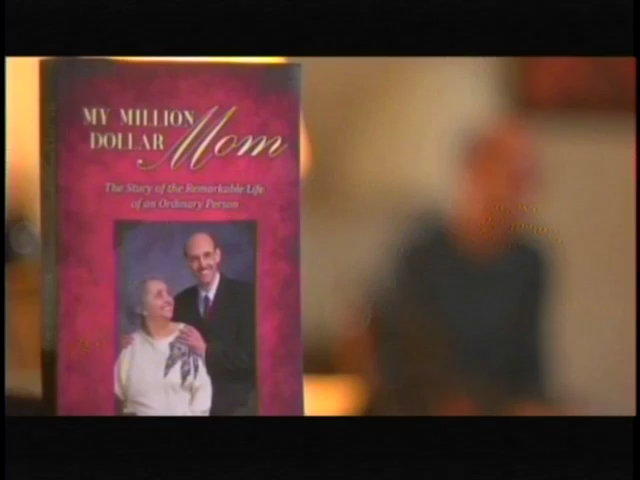 MY MILLION
DOLLAR Mom
The Story of the Remarkable Life
of an Ordinary Person